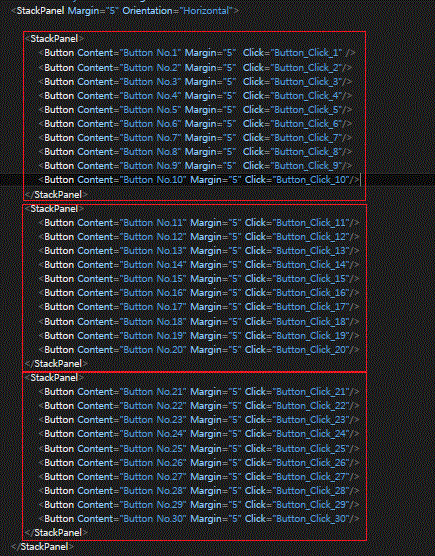 <StackPanel Margin="5" Orientation="Horizontal">
<StackPanel>
<Button Content="Button No.1" Margin="5" Click="Button_Click_1" />
<Button Content="Button No.2" Margin="5" Click="Button_Click_2"/>
<Button Content="Button No.3" Margin="5" Click="Button_Click_3"/>
<Button Content="Button No.4" Margin="5" Click="Button_Click_4"/>
<Button Content="Button No.5" Margin="5" Click="Button_Click_5"/>
<Button Content="Button No.6" Margin="5" Click="Button_Click_6"/>
<Button Content="Button No.7" Margin="5" Click="Button_Click_7"/>
<Button Content="Button No.8" Margin="5" Click="Button_Click_8"/>
<Button Content="Button No.9" Margin="5" Click="Button_Click_9"/>
<Button Content="Button No.10" Margin="5" Click="Button_Click_10"/>
</StackPanel>
<StackPanel>
<Button Content="Button No.11" Margin="5" Click="Button_Click_11"/>
<Button Content="Button No.12" Margin="5" Click="Button_Click_12"/>
<Button Content="Button No.13" Margin="5" Click="Button_Click_13"/>
<Button Content="Button No.14" Margin="5" Click="Button_Click_14"/>
<Button Content="Button No.15" Margin="5" Click="Button_Click_15"/>
<Button Content="Button No.16" Margin="5" Click="Button_Click_16"/>
<Button Content="Button No.17" Margin="5" Click="Button_Click_17"/>
<Button Content="Button No.18" Margin="5" Click="Button_Click_18"/>
<Button Content="Button No.19" Margin="5" Click="Button_Click_19"/>
<Button Content="Button No.20" Margin="5" Click="Button_Click_20"/>
</StackPanel>
<StackPanel>
<Button Content="Button No.21" Margin="5" Click="Button_Click_21"/>
<Button Content="Button No.22" Margin="5" Click="Button_Click_22"/>
<Button Content="Button No.23" Margin="5" Click="Button_Click_23"/>
<Button Content="Button No.24" Margin="5" Click="Button_Click_24"/>
<Button Content="Button No.25" Margin="5" Click="Button_Click_25"/>
<Button Content="Button No.26" Margin="5" Click="Button_Click_26"/>
<Button Content="Button No.27" Margin="5" Click="Button_Click_27"/>
<Button Content="Button No.28" Margin="5" Click="Button_Click_28"/>
<Button Content="Button No.29" Margin="5" Click="Button_Click_29"/>
<Button Content="Button No.30" Margin="5" Click="Button_Click_30"/>
</StackPanel>
</StackPanel>